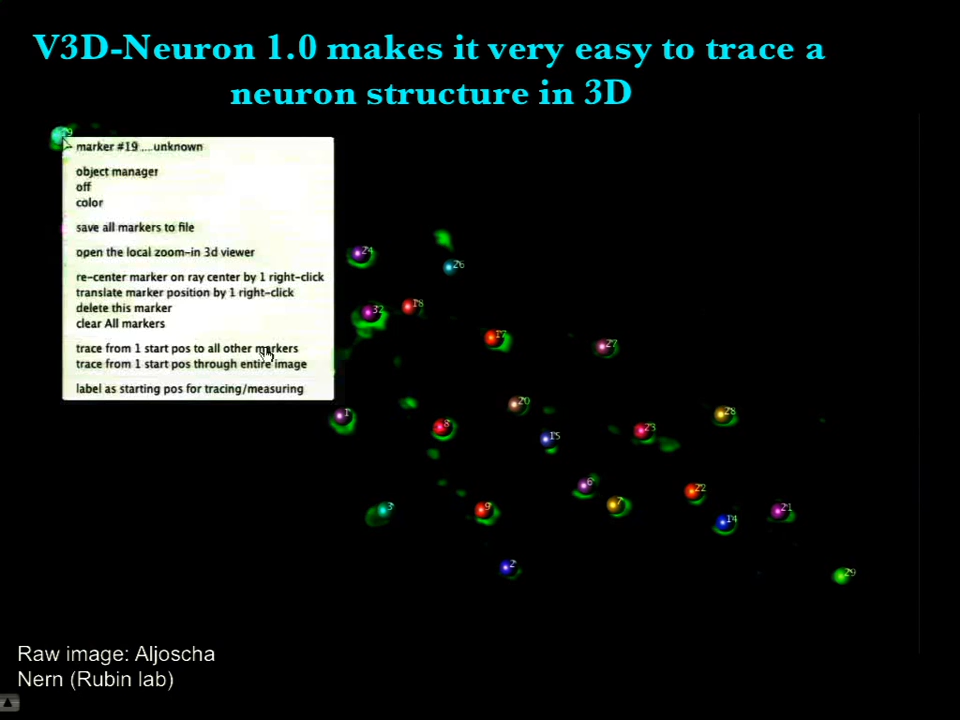 V3D-Neuron 1.0 makes it very easy to trace a
neuron structure in 3D
marker #19 ....unknown
object manager
off
color
save all markers to file
open the local zoom-in 3d viewer
re-center marker on ray center by 1 right-click
translate marker position by 1 right-click
delete this marker
clear All markers
trace from 1 start pos to all other markers
trace from 1 start pos through entire image
label as starting pos for tracing/measuring
24
26
32
18
17
27
20
1
8
15
23
28
6
7
22
3
9
14
21
2
29
Raw image: Aljoscha
Nern (Rubin lab)